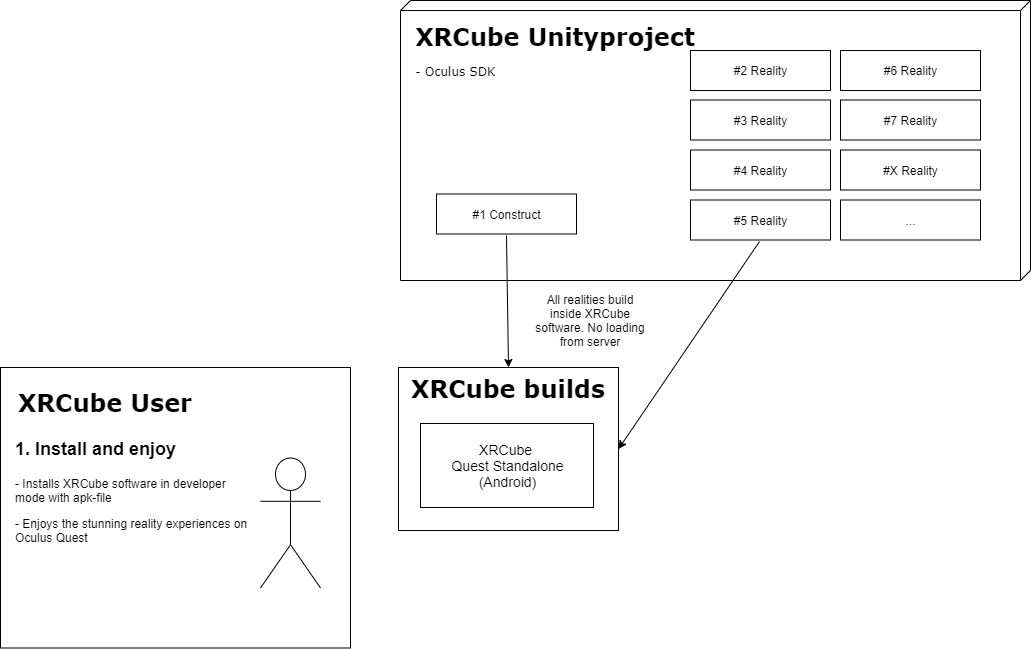 XRCube Unityproject
- Oculus SDK
#2 Reality
#6 Reality
#3 Reality
#7 Reality
#4 Reality
#X Reality
#1 Construct
#5 Reality
...
All realities build
inside XRCube
software. No loading
from server
XRCube User
1. Install and enjoy
- Installs XRCube software in developer
mode with apk-file
- Enjoys the stunning reality experiences on
Oculus Quest
XRCube builds
XRCube
Quest Standalone
(Android)